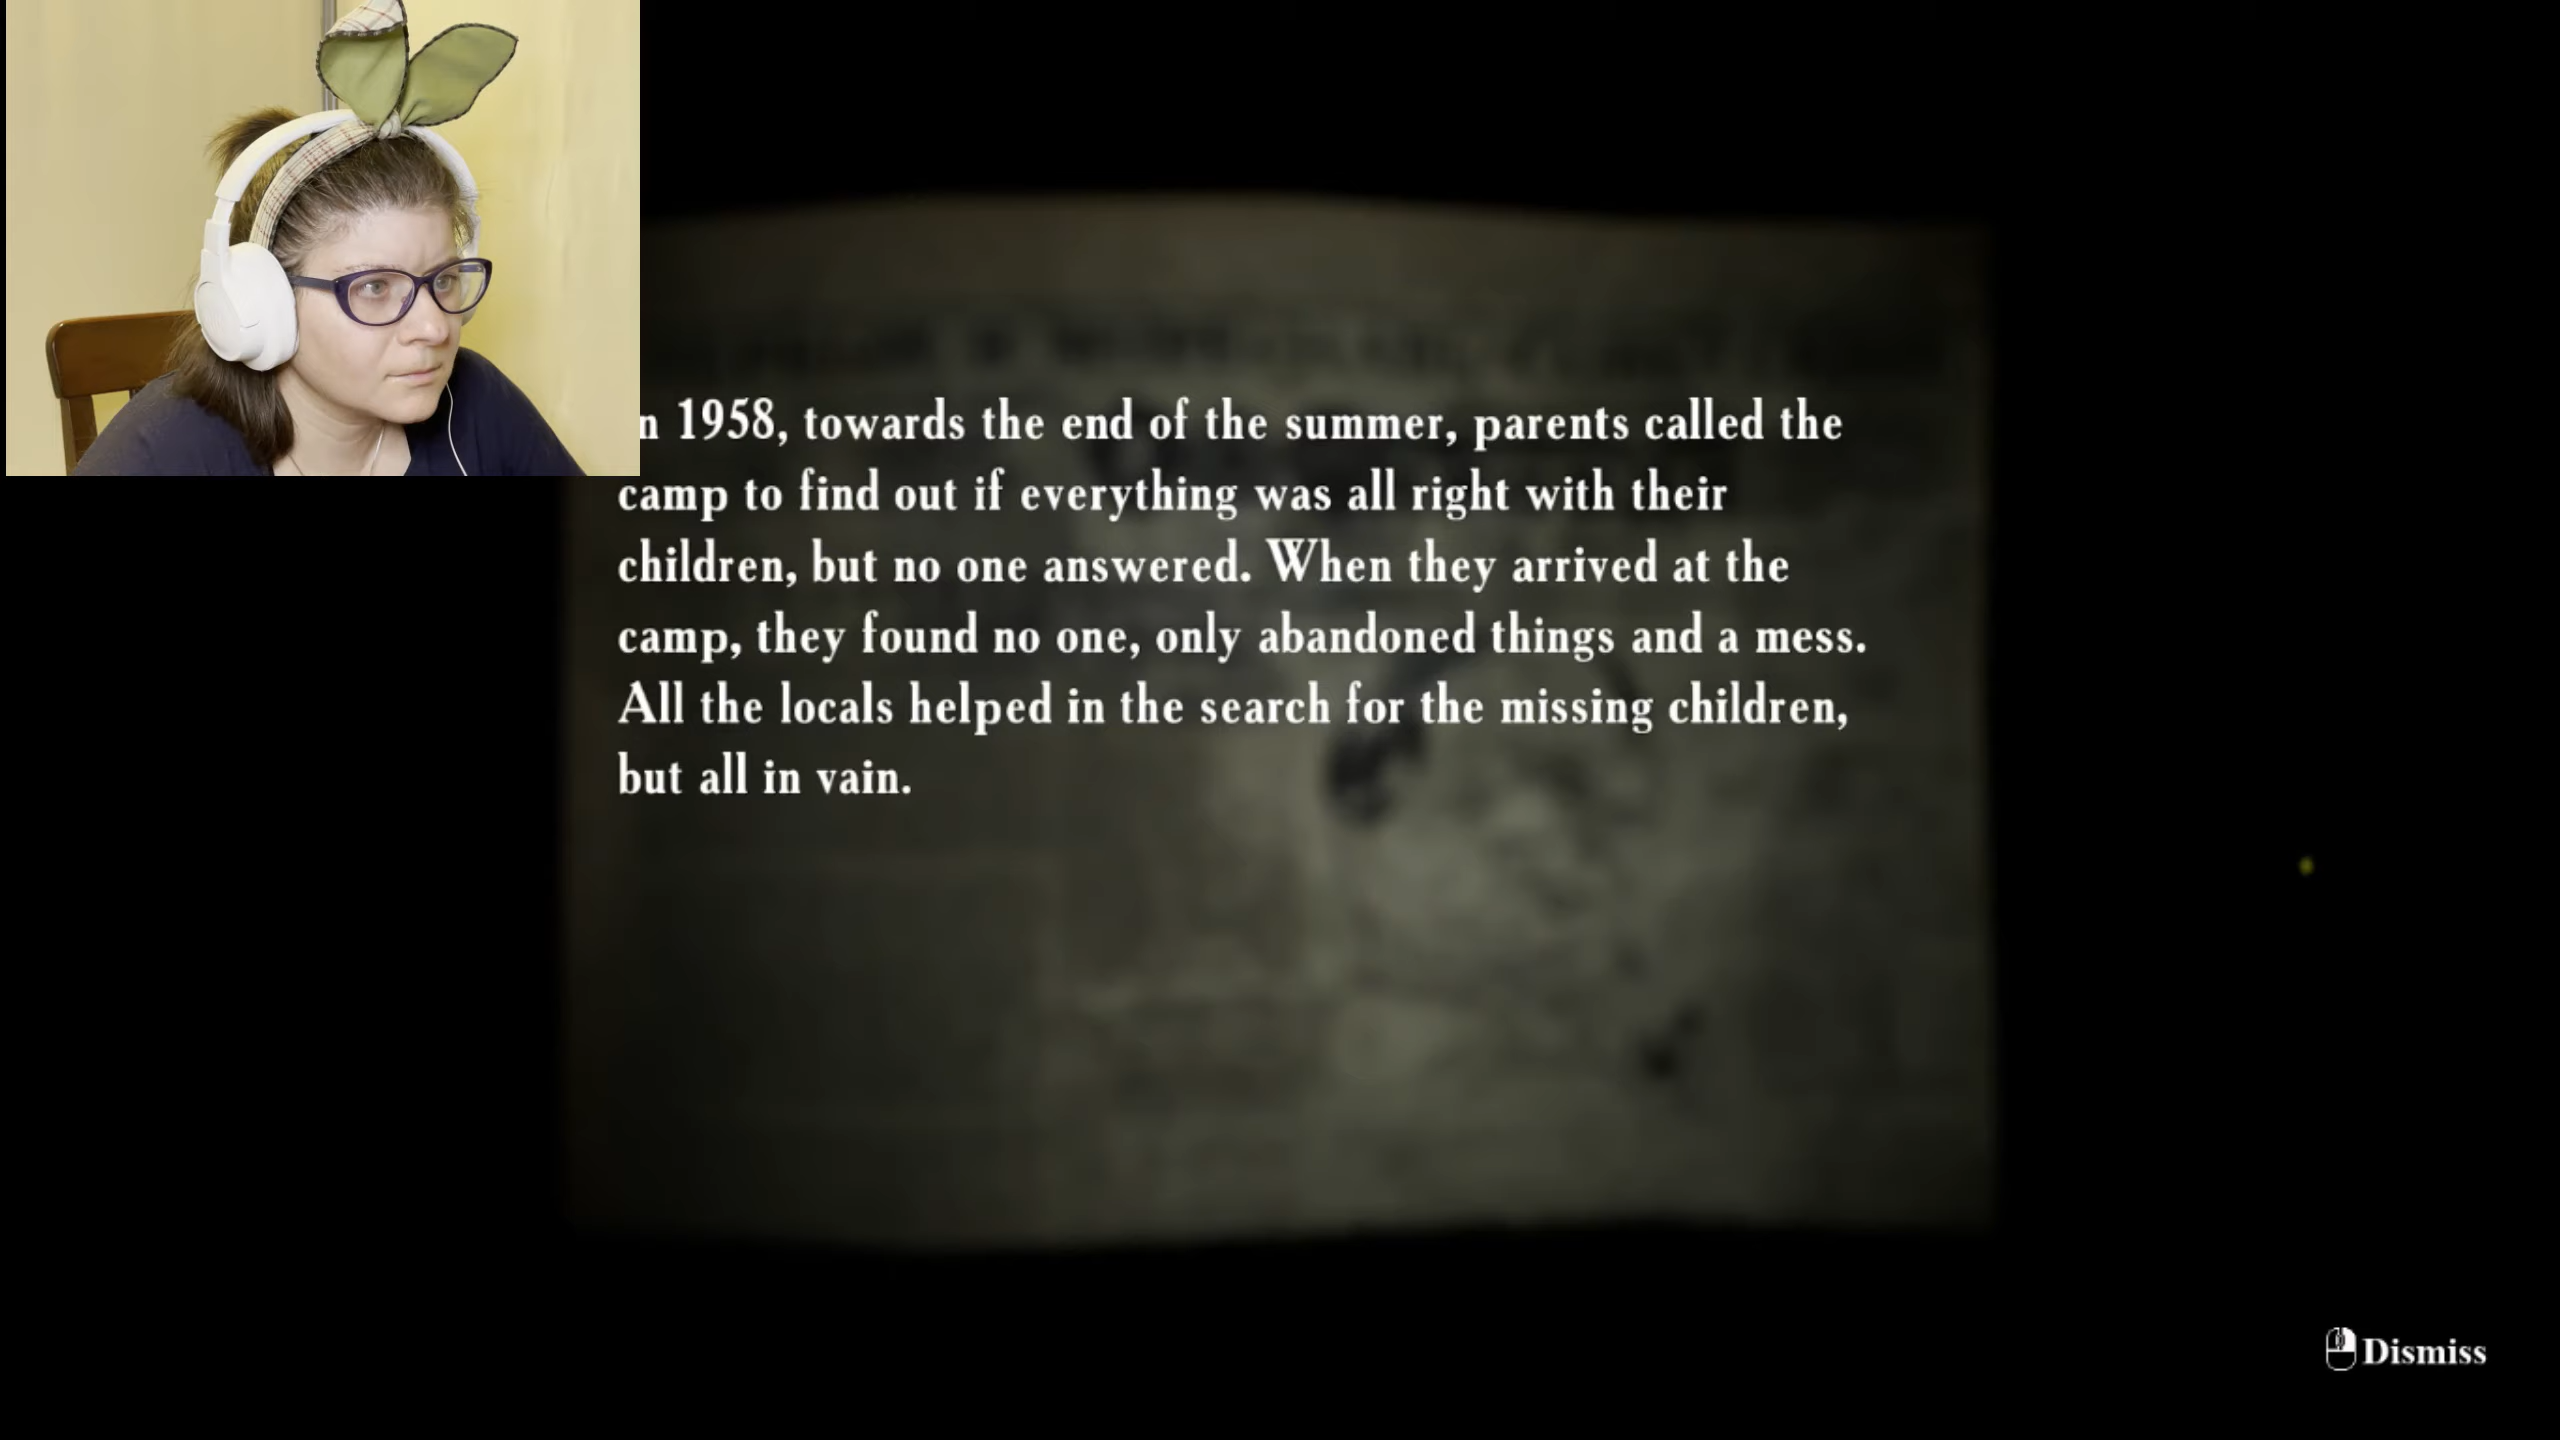 n 1958, towards the end of the summer, parents called the
camp to find out if everything was all right with their
children, but no one answered. When they arrived at the
camp, they found no one, only abandoned things and a mess.
All the locals helped in the search for the missing children,
but all in vain.
Dismiss